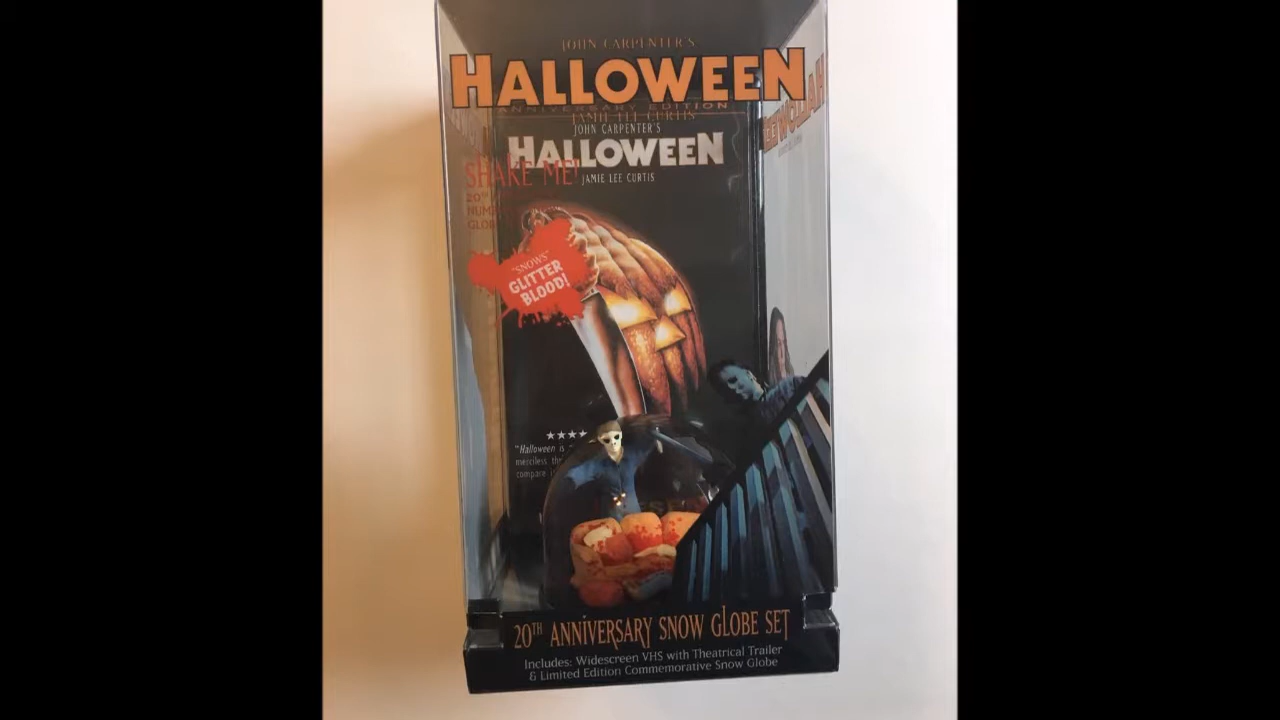 JOHN CARPENTER'S
HALLOWEEN
ANNIVERSARY EDITION
JAMIE LEE CURTIS
JOHN CARPENTER'S
HALLOWEEN
JAMIE LEE CURTIS
SHAKE ME!
20TH
"SNOWS"
GLITTER
BLOOD!
★★★★
"Halloween is
merciless
compare
20TH ANNIVERSARY SNOW GLOBE SET
Includes: Widescreen VHS with Theatrical Trailer
& Limited Edition Commemorative Snow Globe